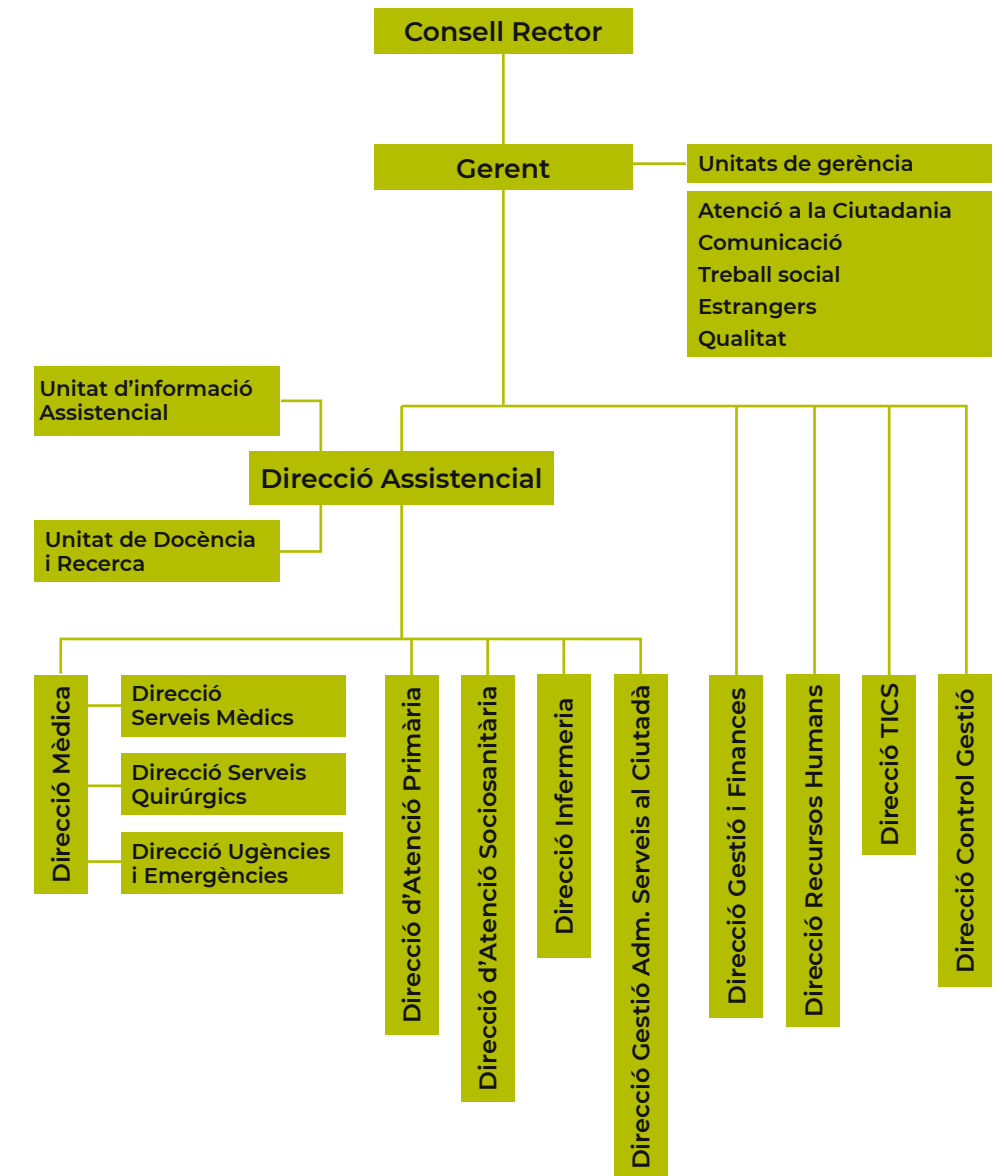 Consell Rector
Gerent
Unitats de gerència
Atenció a la Ciutadania
Comunicació
Treball social
Estrangers
Qualitat
Unitat d'informació
Assistencial
Direcció Assistencial
Unitat de Docència
i Recerca
Direcció Mèdica
Direcció
Serveis Mèdics
Direcció Serveis
Quirúrgics
Direcció Ugències
i Emergències
Direcció d'Atenció Primària
Direcció d'Atenció Sociosanitària
Direcció Infermeria
Direcció Gestió Adm. Serveis al Ciutadà
Direcció Gestió i Finances
Direcció Recursos Humans
Direcció TICS
Direcció Control Gestió